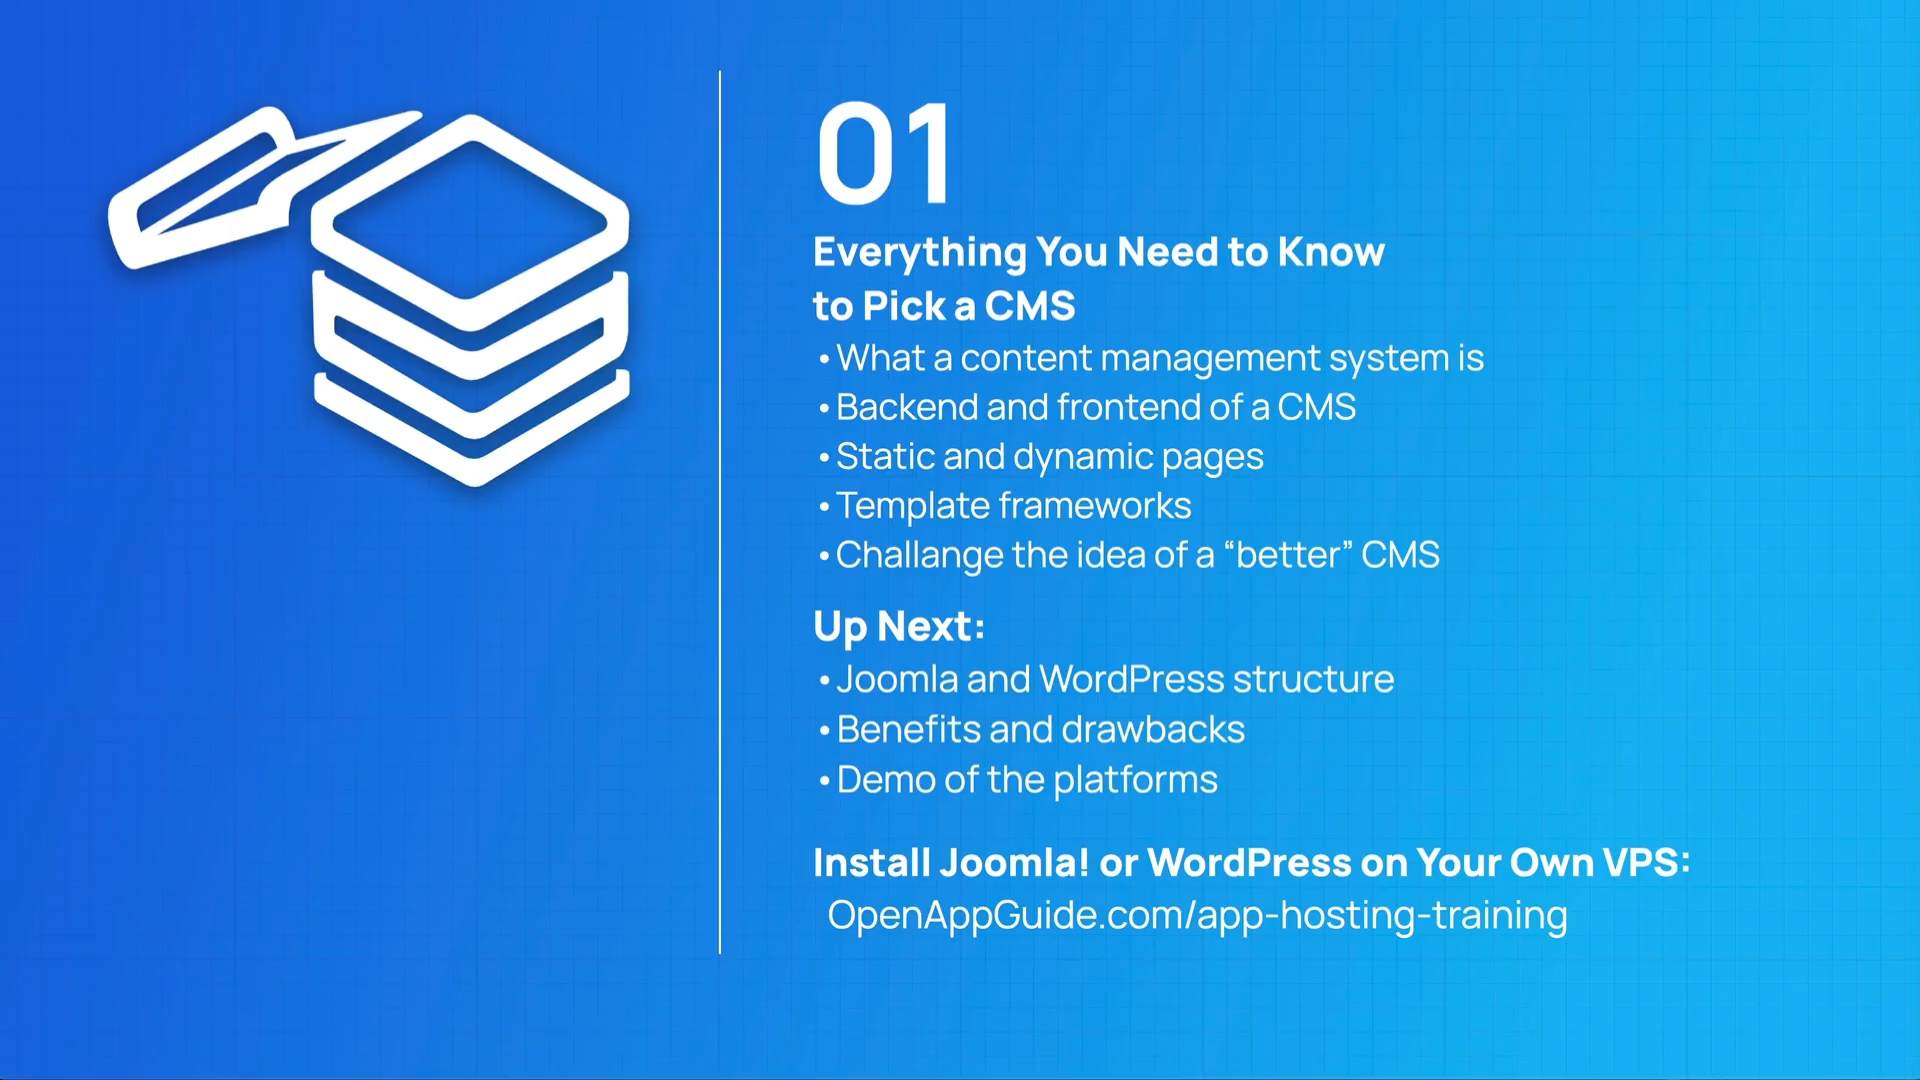 01
Everything You Need to Know
to Pick a CMS
•What a content management system is
•Backend and frontend of a CMS
•Static and dynamic pages
•Template frameworks
•Challange the idea of a “better” CMS
Up Next:
•Joomla and WordPress structure
•Benefits and drawbacks
•Demo of the platforms
Install Joomla! or WordPress on Your Own VPS:
OpenAppGuide.com/app-hosting-training